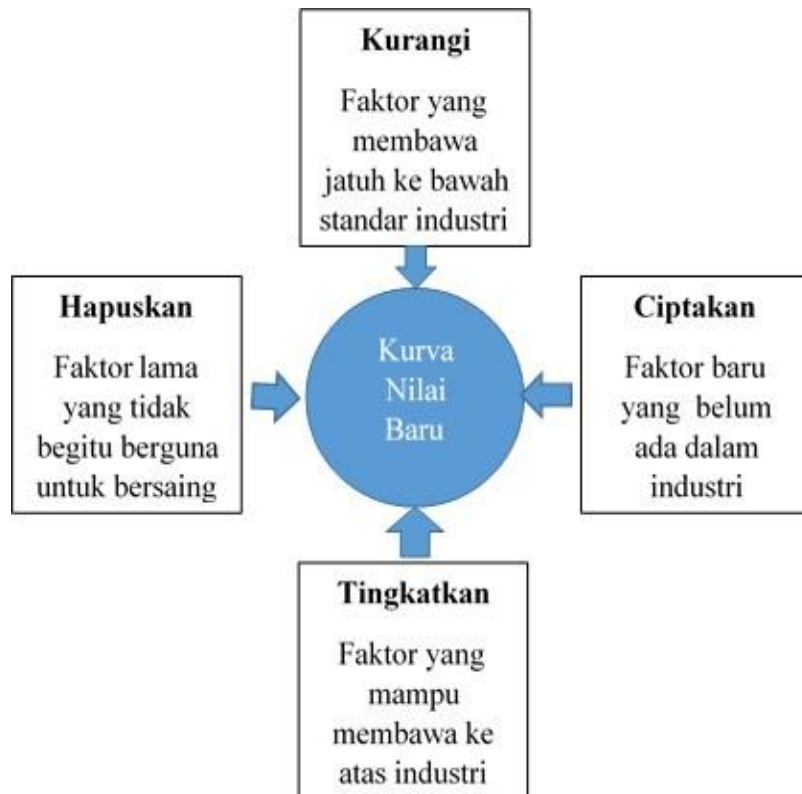 Kurangi
Faktor yang
membawa
jatuh ke bawah
standar industri
Hapuskan
Faktor lama
yang tidak
begitu berguna
untuk bersaing
Kurva
Nilai
Baru
Ciptakan
Faktor baru
yang belum
ada dalam
industri
Tingkatkan
Faktor yang
mampu
membawa ke
atas industri